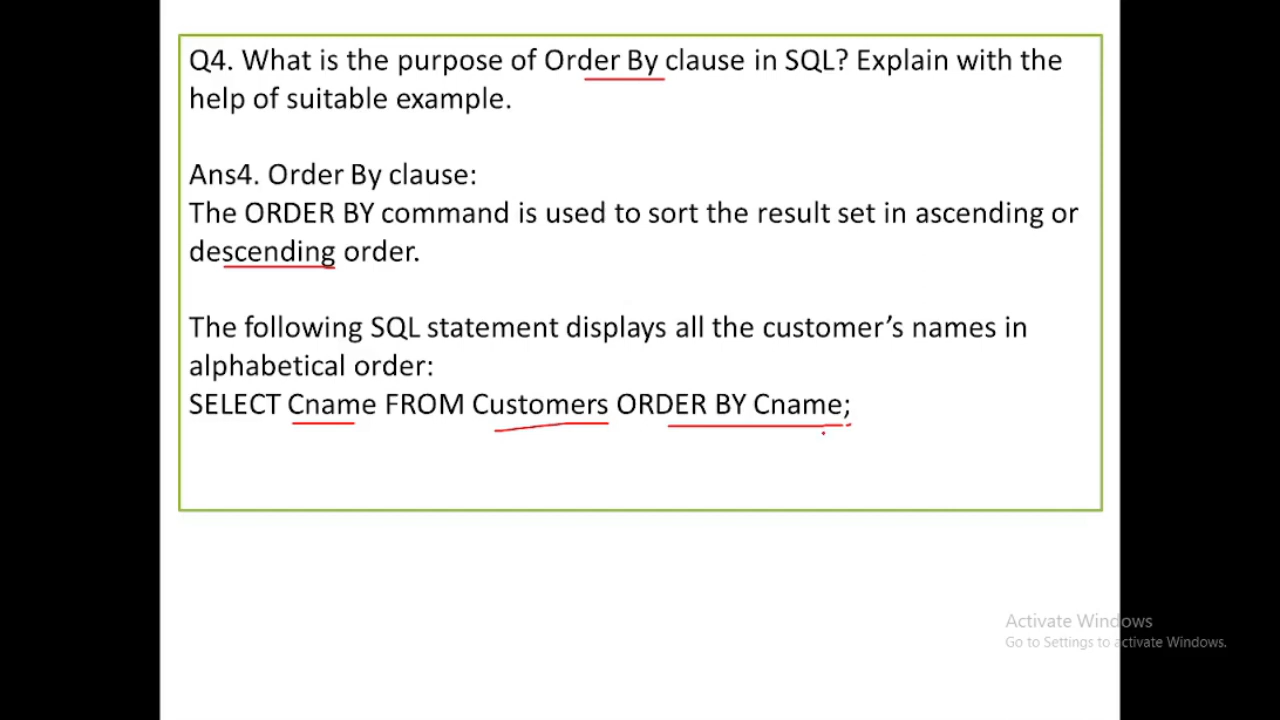 Q4. What is the purpose of Order By clause in SQL? Explain with the
help of suitable example.
Ans4. Order By clause:
The ORDER BY command is used to sort the result set in ascending or
descending order.
The following SQL statement displays all the customer’s names in
alphabetical order:
SELECT Cname FROM Customers ORDER BY Cname;
Activate Windows
Go to Settings to activate Windows.